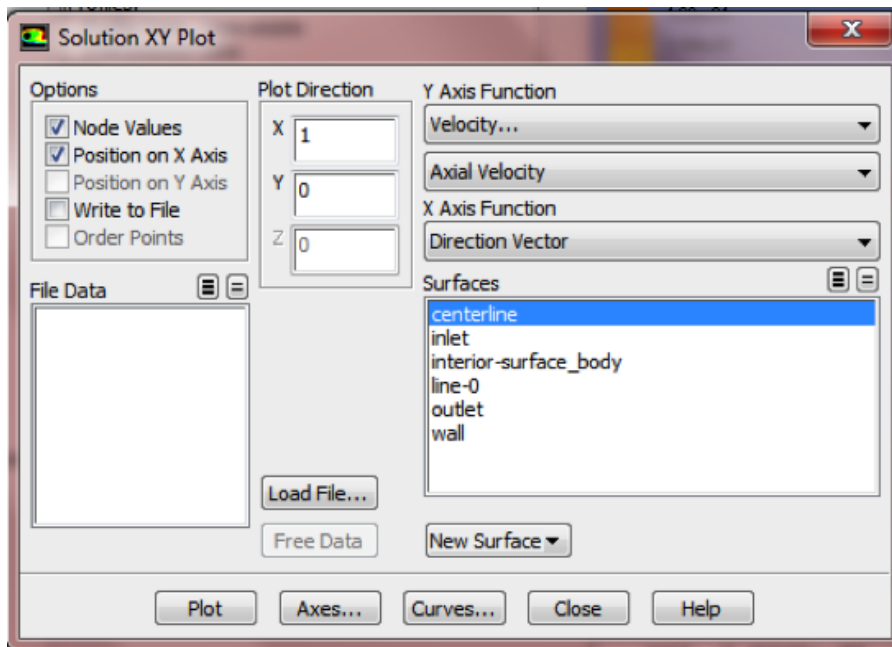 Solution XY Plot
Options
Node Values
Position on X Axis
Position on Y Axis
Write to File
Order Points
Plot Direction
X 1
Y 0
Z 0
Y Axis Function
Velocity...
Axial Velocity
X Axis Function
Direction Vector
File Data
Surfaces
centerline
inlet
interior-surface_body
line-0
outlet
wall
Load File...
Free Data
New Surface
Plot
Axes...
Curves...
Close
Help